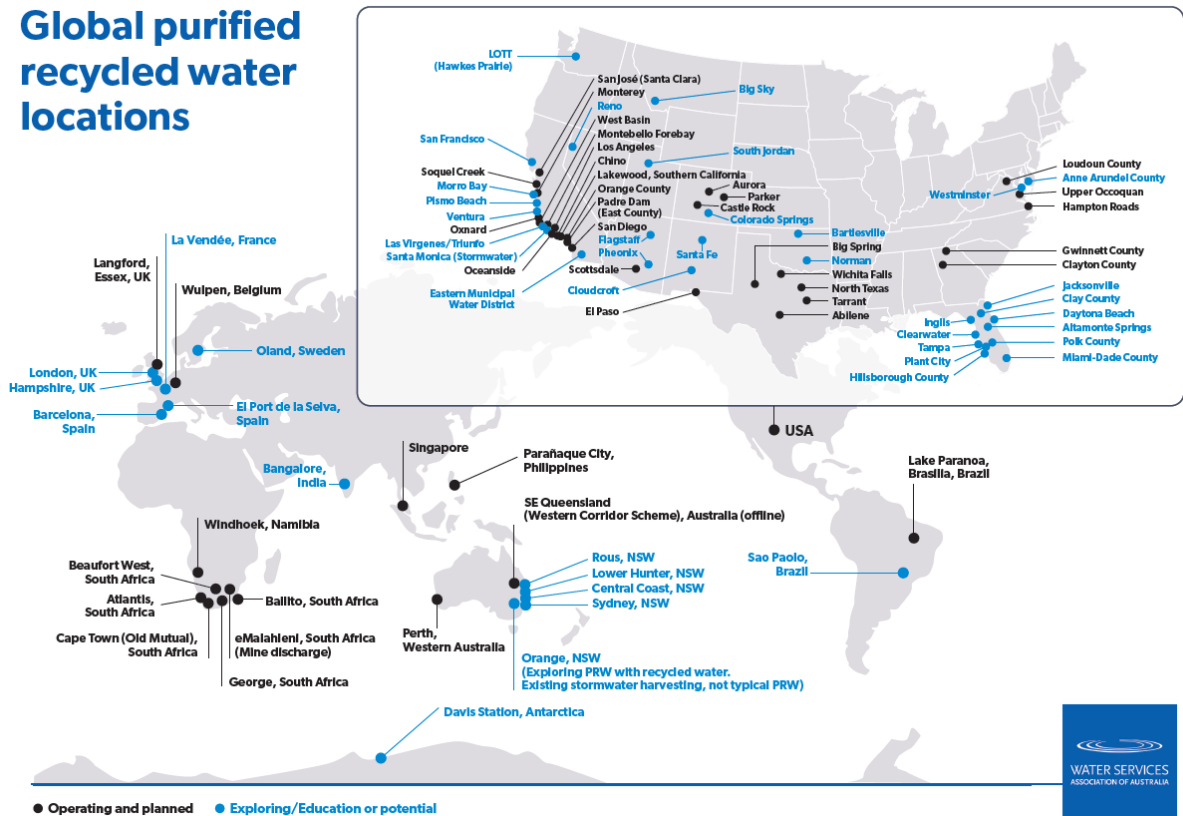 Global purified
recycled water
locations
LOTT
(Hawkes Prairie)
San José (Santa Clara)
Monterey
Reno
West Basin
Montebello Forebay
Los Angeles
Chino
Lakewood, Southern California
Orange County
Padre Dam
(East County)
San Diego
Flagstaff
Pheonix
Scottsdale
Big Sky
South Jordan
San Francisco
Soquel Creek
Morro Bay
Pismo Beach
Ventura
Oxnard
Las Virgenes/Triunfo
Santa Monica (Stormwater)
Oceanside
Eastern Municipal
Water District
Aurora
Parker
Castle Rock
Colorado Springs
Santa Fe
Cloudcroft
El Paso
Bartlesville
Big Spring
Norman
Wichita Falls
North Texas
Tarrant
Abilene
Loudoun County
Anne Arundel County
Westminster
Upper Occoquan
Hampton Roads
Gwinnett County
Clayton County
Jacksonville
Clay County
Daytona Beach
Altamonte Springs
Polk County
Miami-Dade County
Inglis
Clearwater
Tampa
Plant City
Hillsborough County
La Vendée, France
Langford,
Essex, UK
Wulpen, Belgium
Oland, Sweden
London, UK
Hampshire, UK
Barcelona,
Spain
El Port de la Selva,
Spain
USA
Singapore
Parañaque City,
Philippines
Bangalore,
India
Lake Paranoa,
Brasilia, Brazil
SE Queensland
(Western Corridor Scheme), Australia (offline)
Windhoek, Namibia
Beaufort West,
South Africa
Atlantis,
South Africa
Ballito, South Africa
Cape Town (Old Mutual),
South Africa
eMalahleni, South Africa
(Mine discharge)
George, South Africa
Rous, NSW
Lower Hunter, NSW
Central Coast, NSW
Sydney, NSW
Sao Paolo,
Brazil
Perth,
Western Australia
Orange, NSW
(Exploring PRW with recycled water.
Existing stormwater harvesting, not typical PRW)
Davis Station, Antarctica
WATER SERVICES
ASSOCIATION OF AUSTRALIA
Operating and planned
Exploring/Education or potential